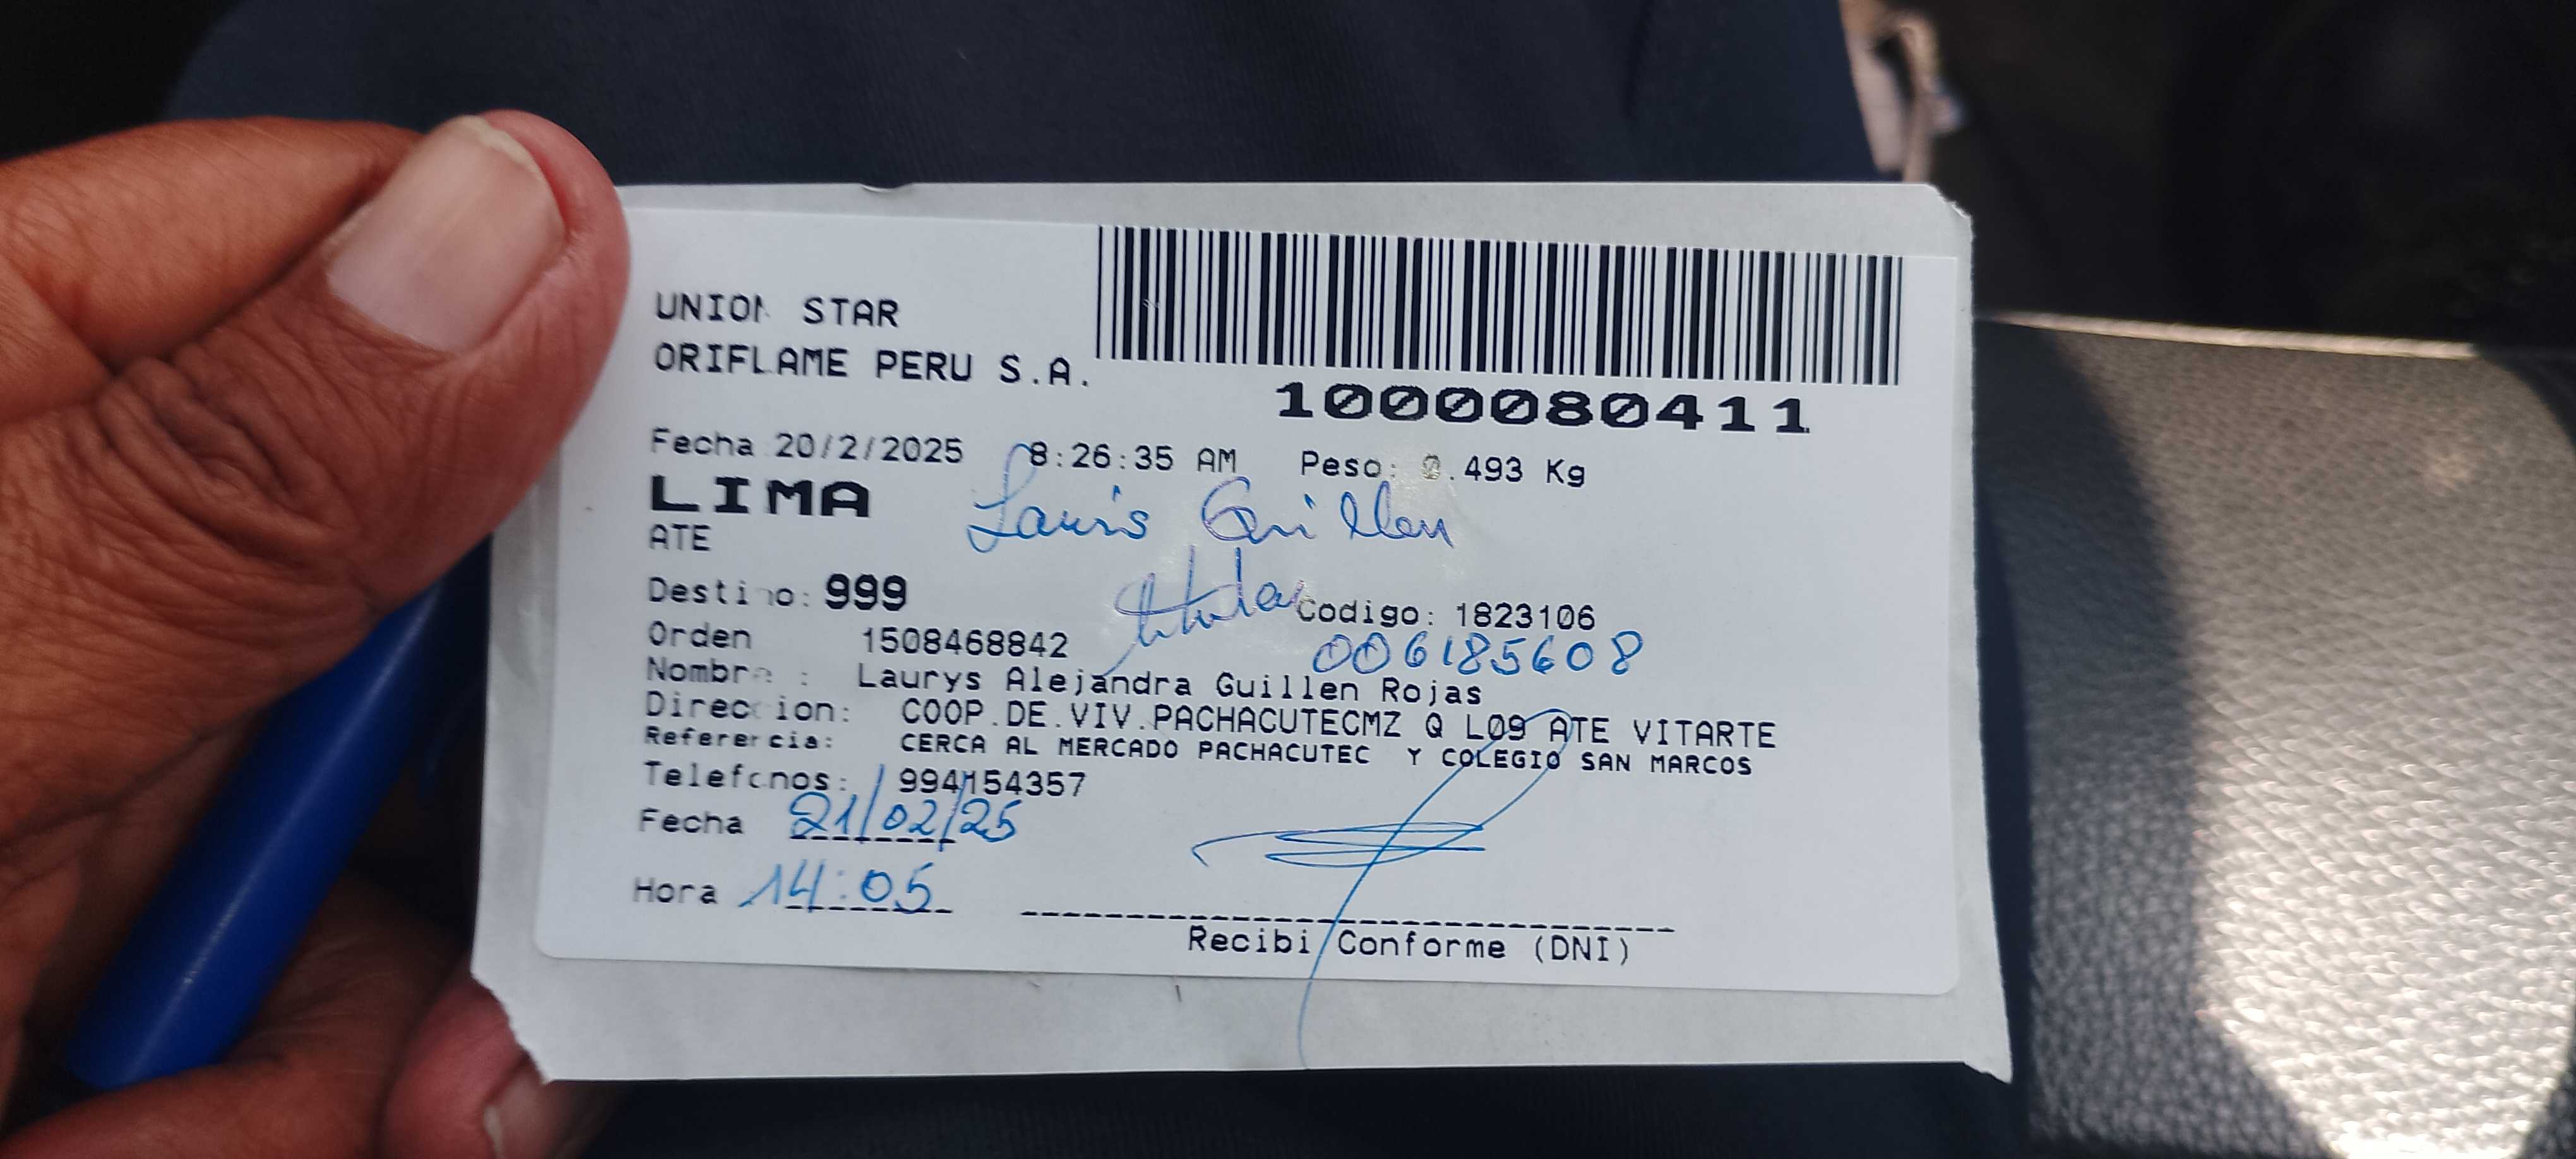 UNION STAR
ORIFLAME PERU S.A.
1000080411
Fecha 20/2/2025 8:26:35 AM Peso: 0.493 Kg
LIMA
Lauris Guillen
ATE
titular
Destino: 999
Codigo: 1823106
Orden 1508468842
006185608
Nombre : Laurys Alejandra Guillen Rojas
Direccion: COOP.DE.VIV.PACHACUTECMZ Q L09 ATE VITARTE
Referencia: CERCA AL MERCADO PACHACUTEC Y COLEGIO SAN MARCOS
Telefonos: 994154357
Fecha 21/02/25
Hora 14:05
Recibi Conforme (DNI)